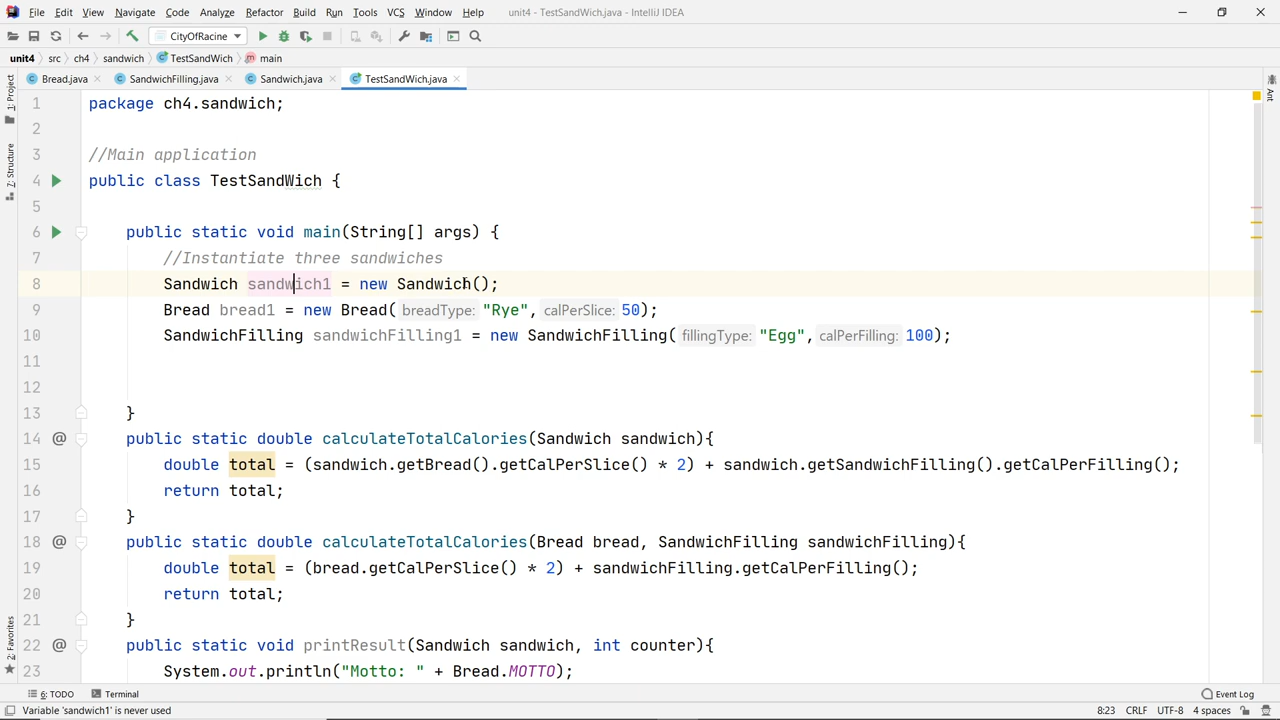 File Edit View Navigate Code Analyze Refactor Build Run Tools VCS Window Help unit4 - TestSandWich.java - IntelliJ IDEA
CityOfRacine
unit4 src ch4 sandwich TestSandWich main
Bread.java SandwichFilling.java Sandwich.java TestSandWich.java
1: Project
7: Structure
2: Favorites
Ant
1 package ch4.sandwich;
2
3 //Main application
4 public class TestSandWich {
5
6 public static void main(String[] args) {
7 //Instantiate three sandwiches
8 Sandwich sandwich1 = new Sandwich();
9 Bread bread1 = new Bread( breadType: "Rye", calPerSlice: 50);
10 SandwichFilling sandwichFilling1 = new SandwichFilling( fillingType: "Egg", calPerFilling: 100);
11
12
13 }
14 @ public static double calculateTotalCalories(Sandwich sandwich){
15 double total = (sandwich.getBread().getCalPerSlice() * 2) + sandwich.getSandwichFilling().getCalPerFilling();
16 return total;
17 }
18 @ public static double calculateTotalCalories(Bread bread, SandwichFilling sandwichFilling){
19 double total = (bread.getCalPerSlice() * 2) + sandwichFilling.getCalPerFilling();
20 return total;
21 }
22 @ public static void printResult(Sandwich sandwich, int counter){
23 System.out.println("Motto: " + Bread.MOTTO);
6: TODO Terminal Event Log
Variable 'sandwich1' is never used 8:23 CRLF UTF-8 4 spaces